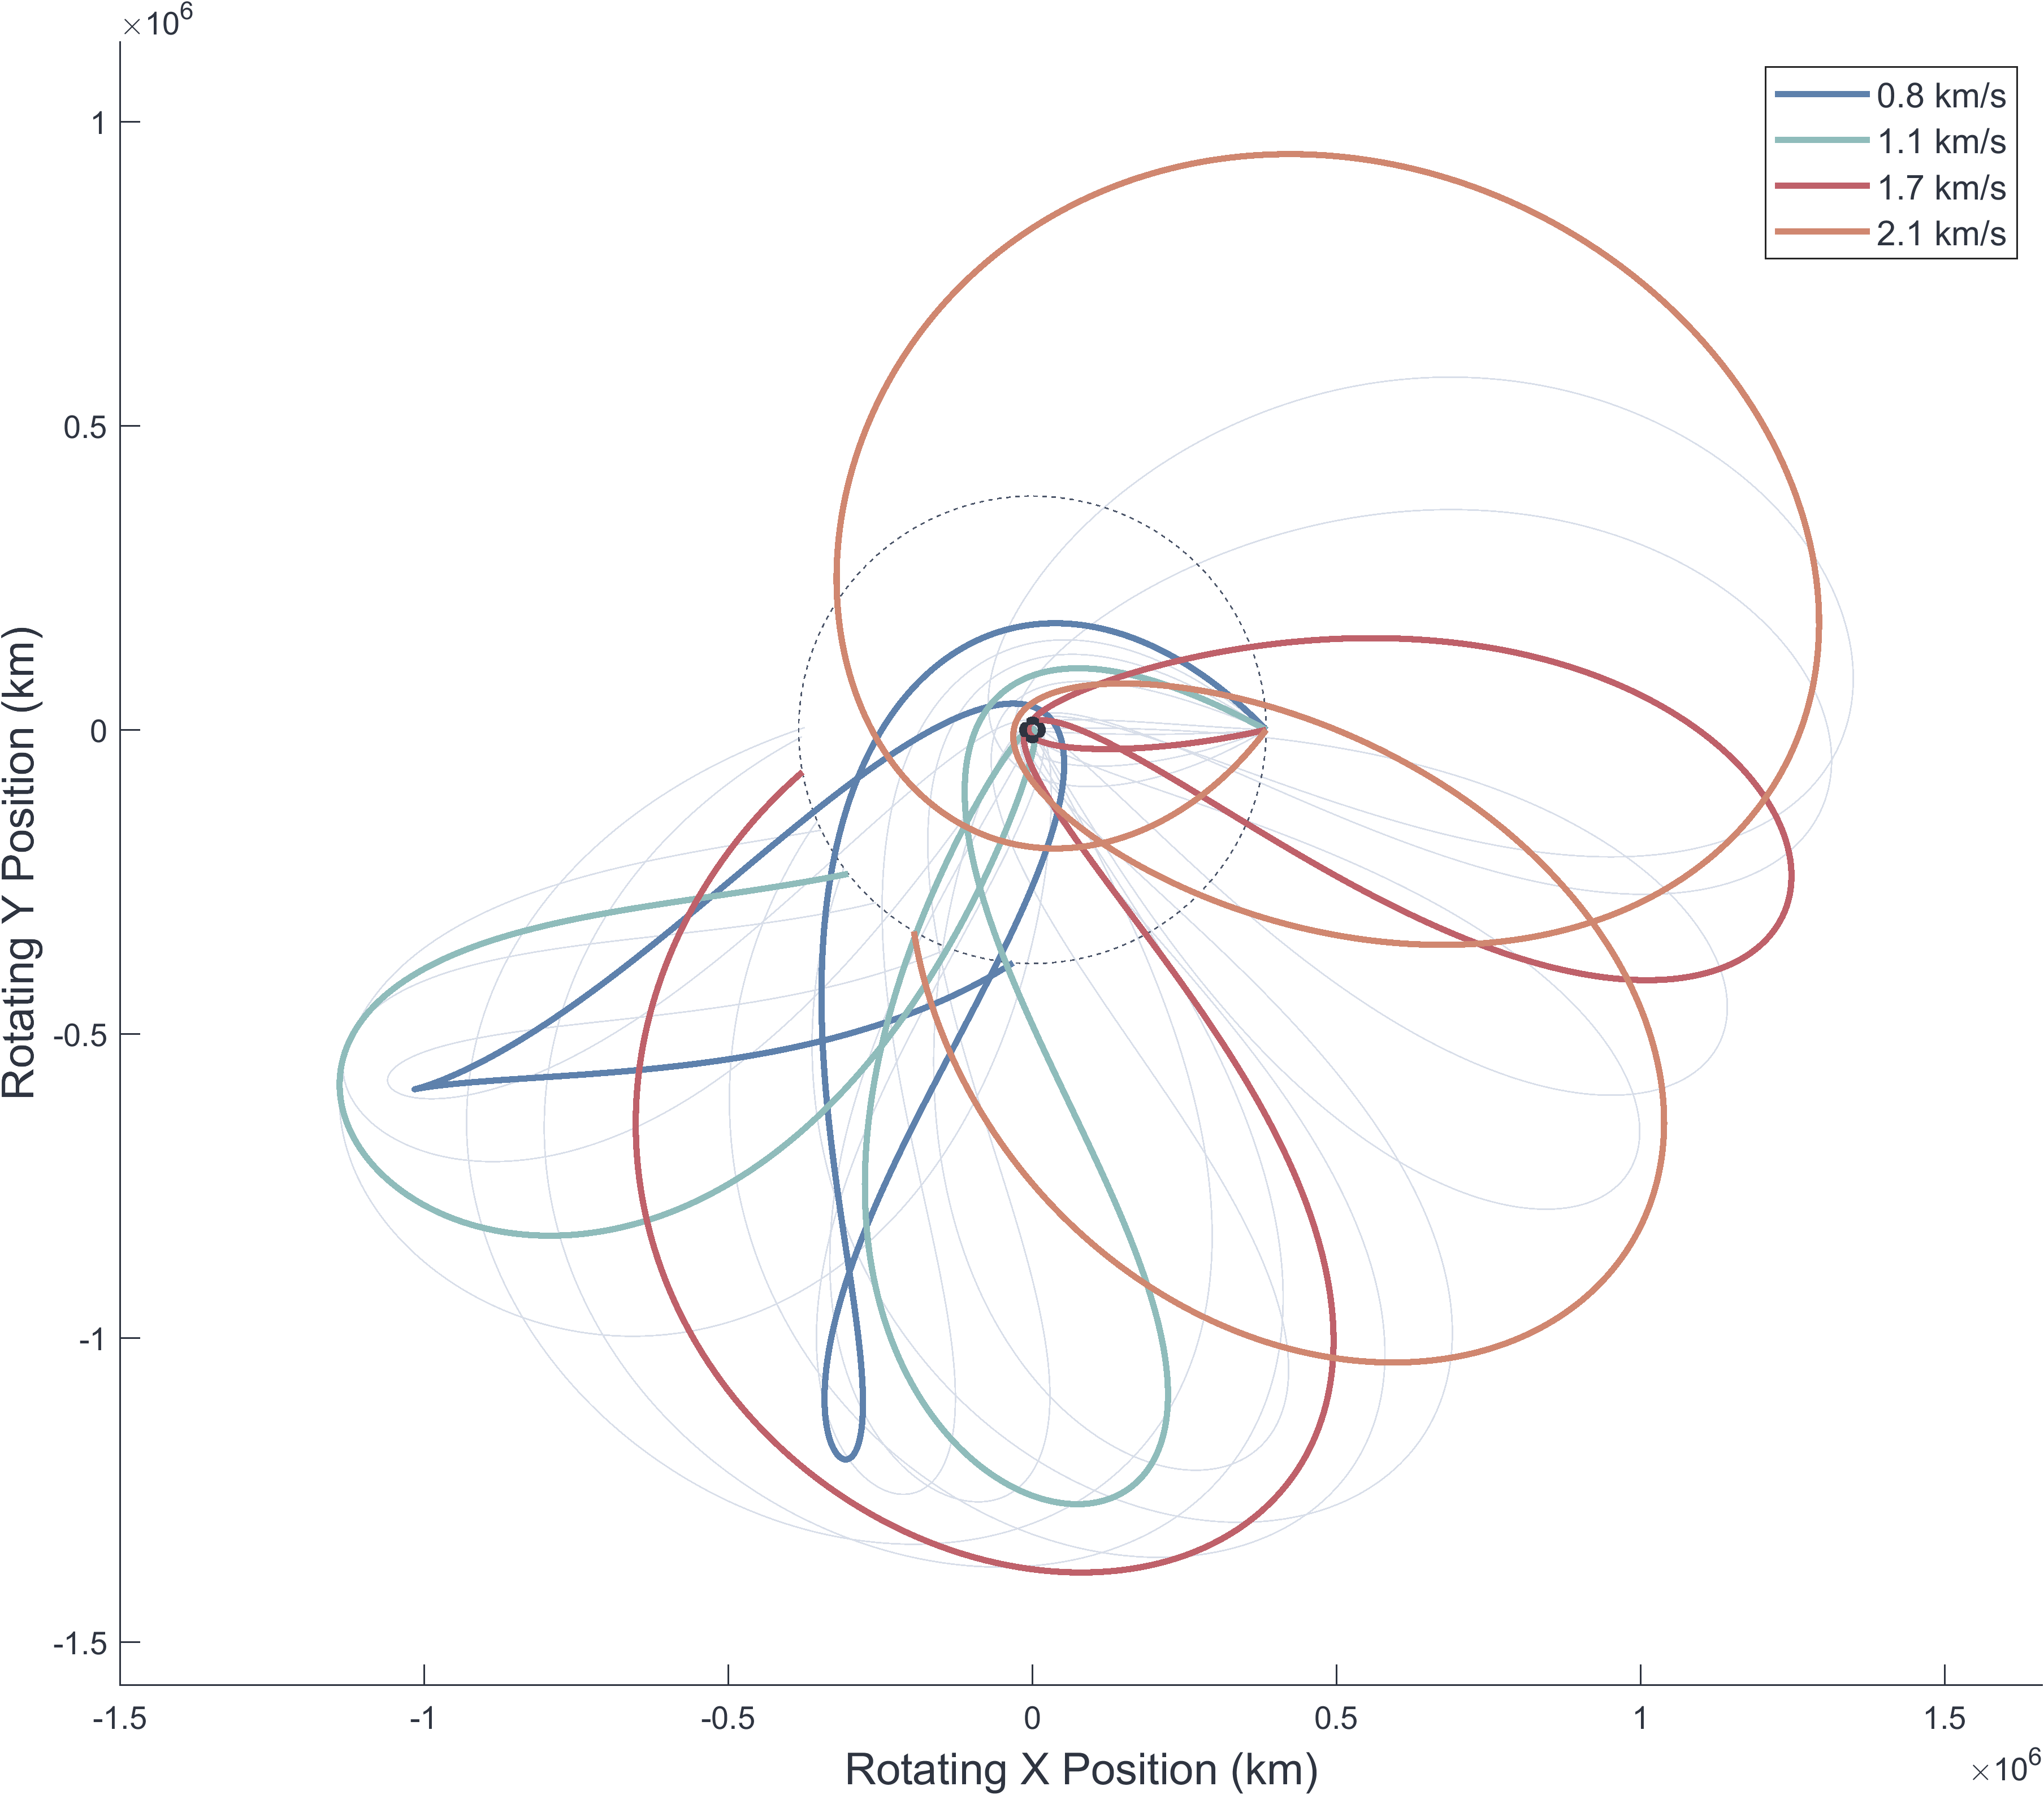 ×10⁶
1
0.5
0
-0.5
-1
-1.5
Rotating Y Position (km)
0.8 km/s
1.1 km/s
1.7 km/s
2.1 km/s
-1.5 -1 -0.5 0 0.5 1 1.5
×10⁶
Rotating X Position (km)